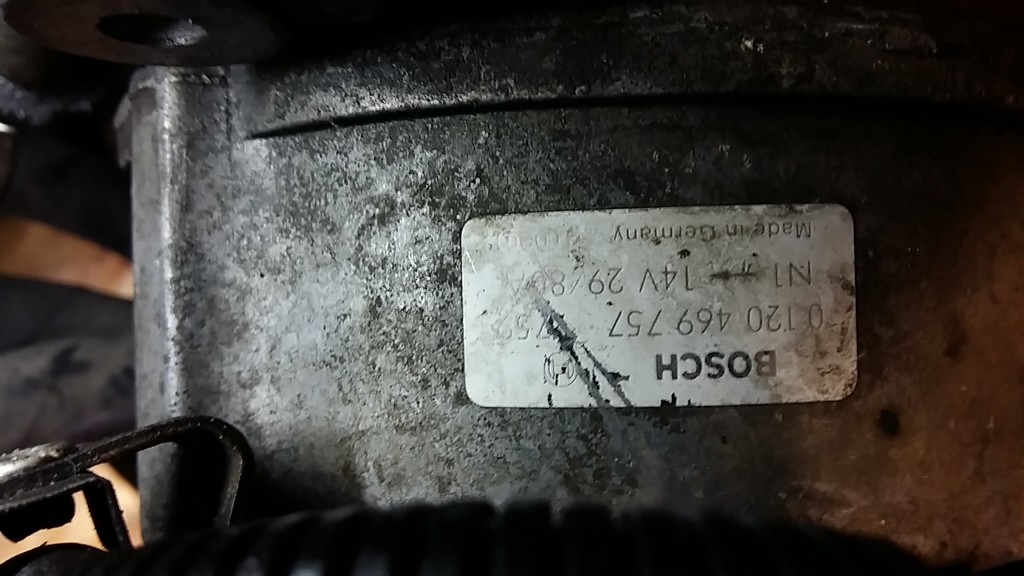 BOSCH
0 120 469 757
N1 14V 29/80A
Made in Germany